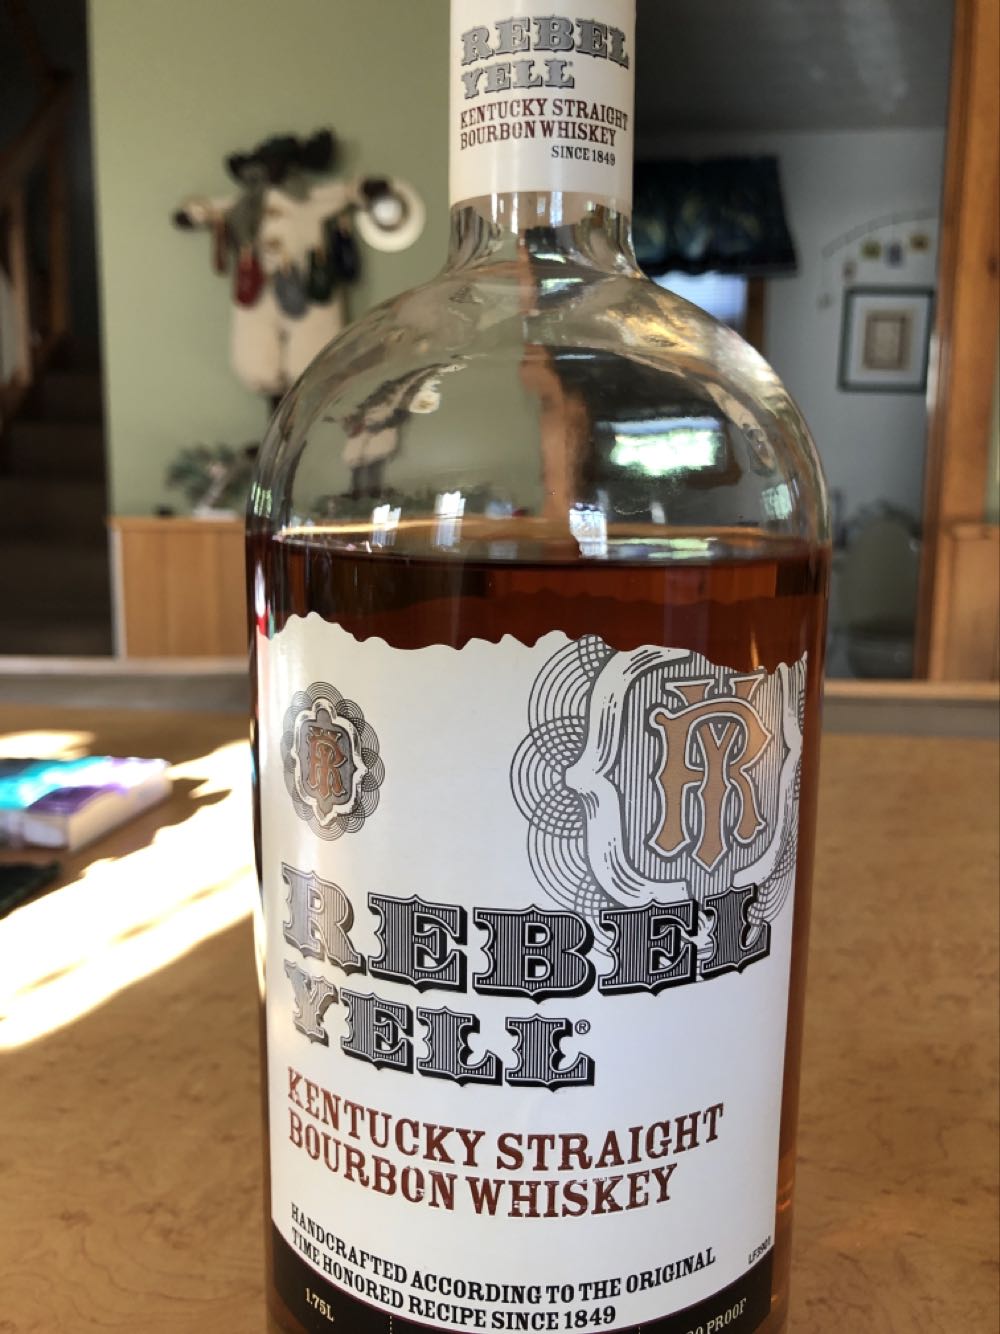 REBEL
YELL
KENTUCKY STRAIGHT
BOURBON WHISKEY
SINCE 1849
REBEL
YELL®
KENTUCKY STRAIGHT
BOURBON WHISKEY
HANDCRAFTED ACCORDING TO THE ORIGINAL
TIME HONORED RECIPE SINCE 1849
1.75L
PROOF